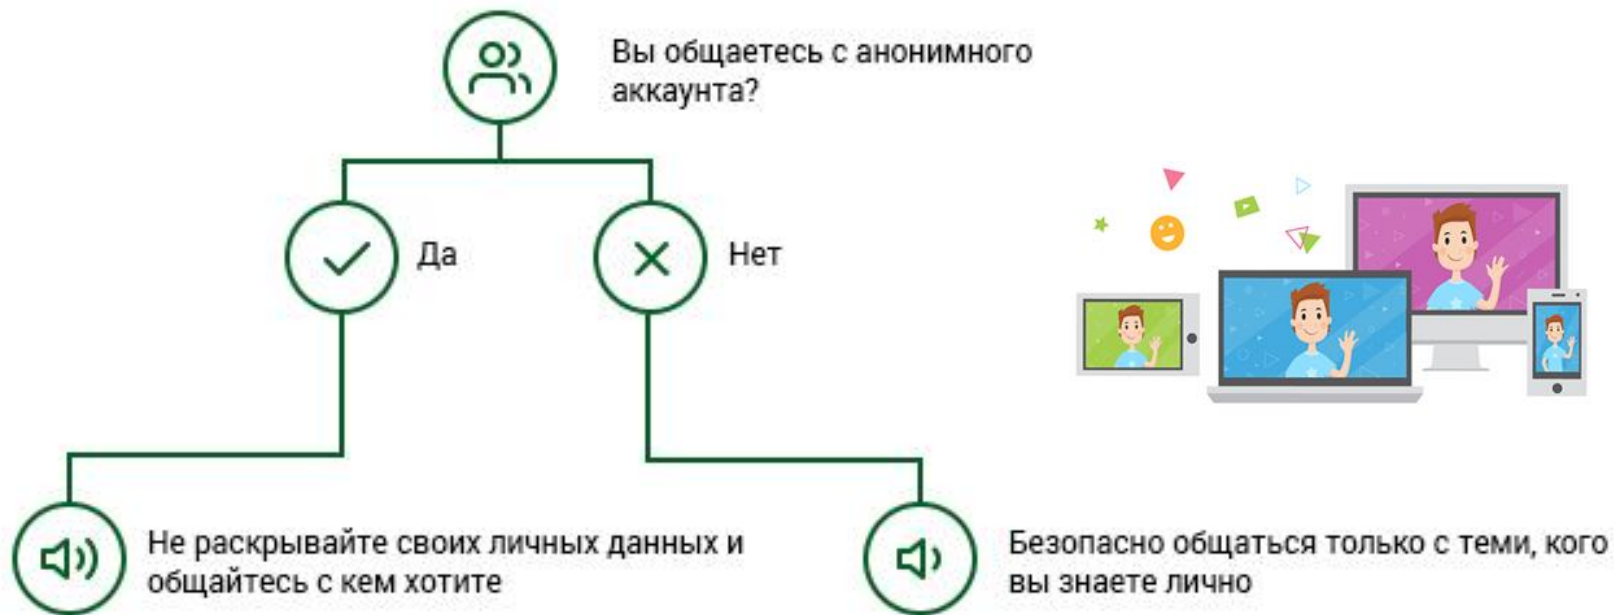 Вы общаетесь с анонимного
аккаунта?
Да
Нет
Не раскрывайте своих личных данных и
общайтесь с кем хотите
Безопасно общаться только с теми, кого
вы знаете лично